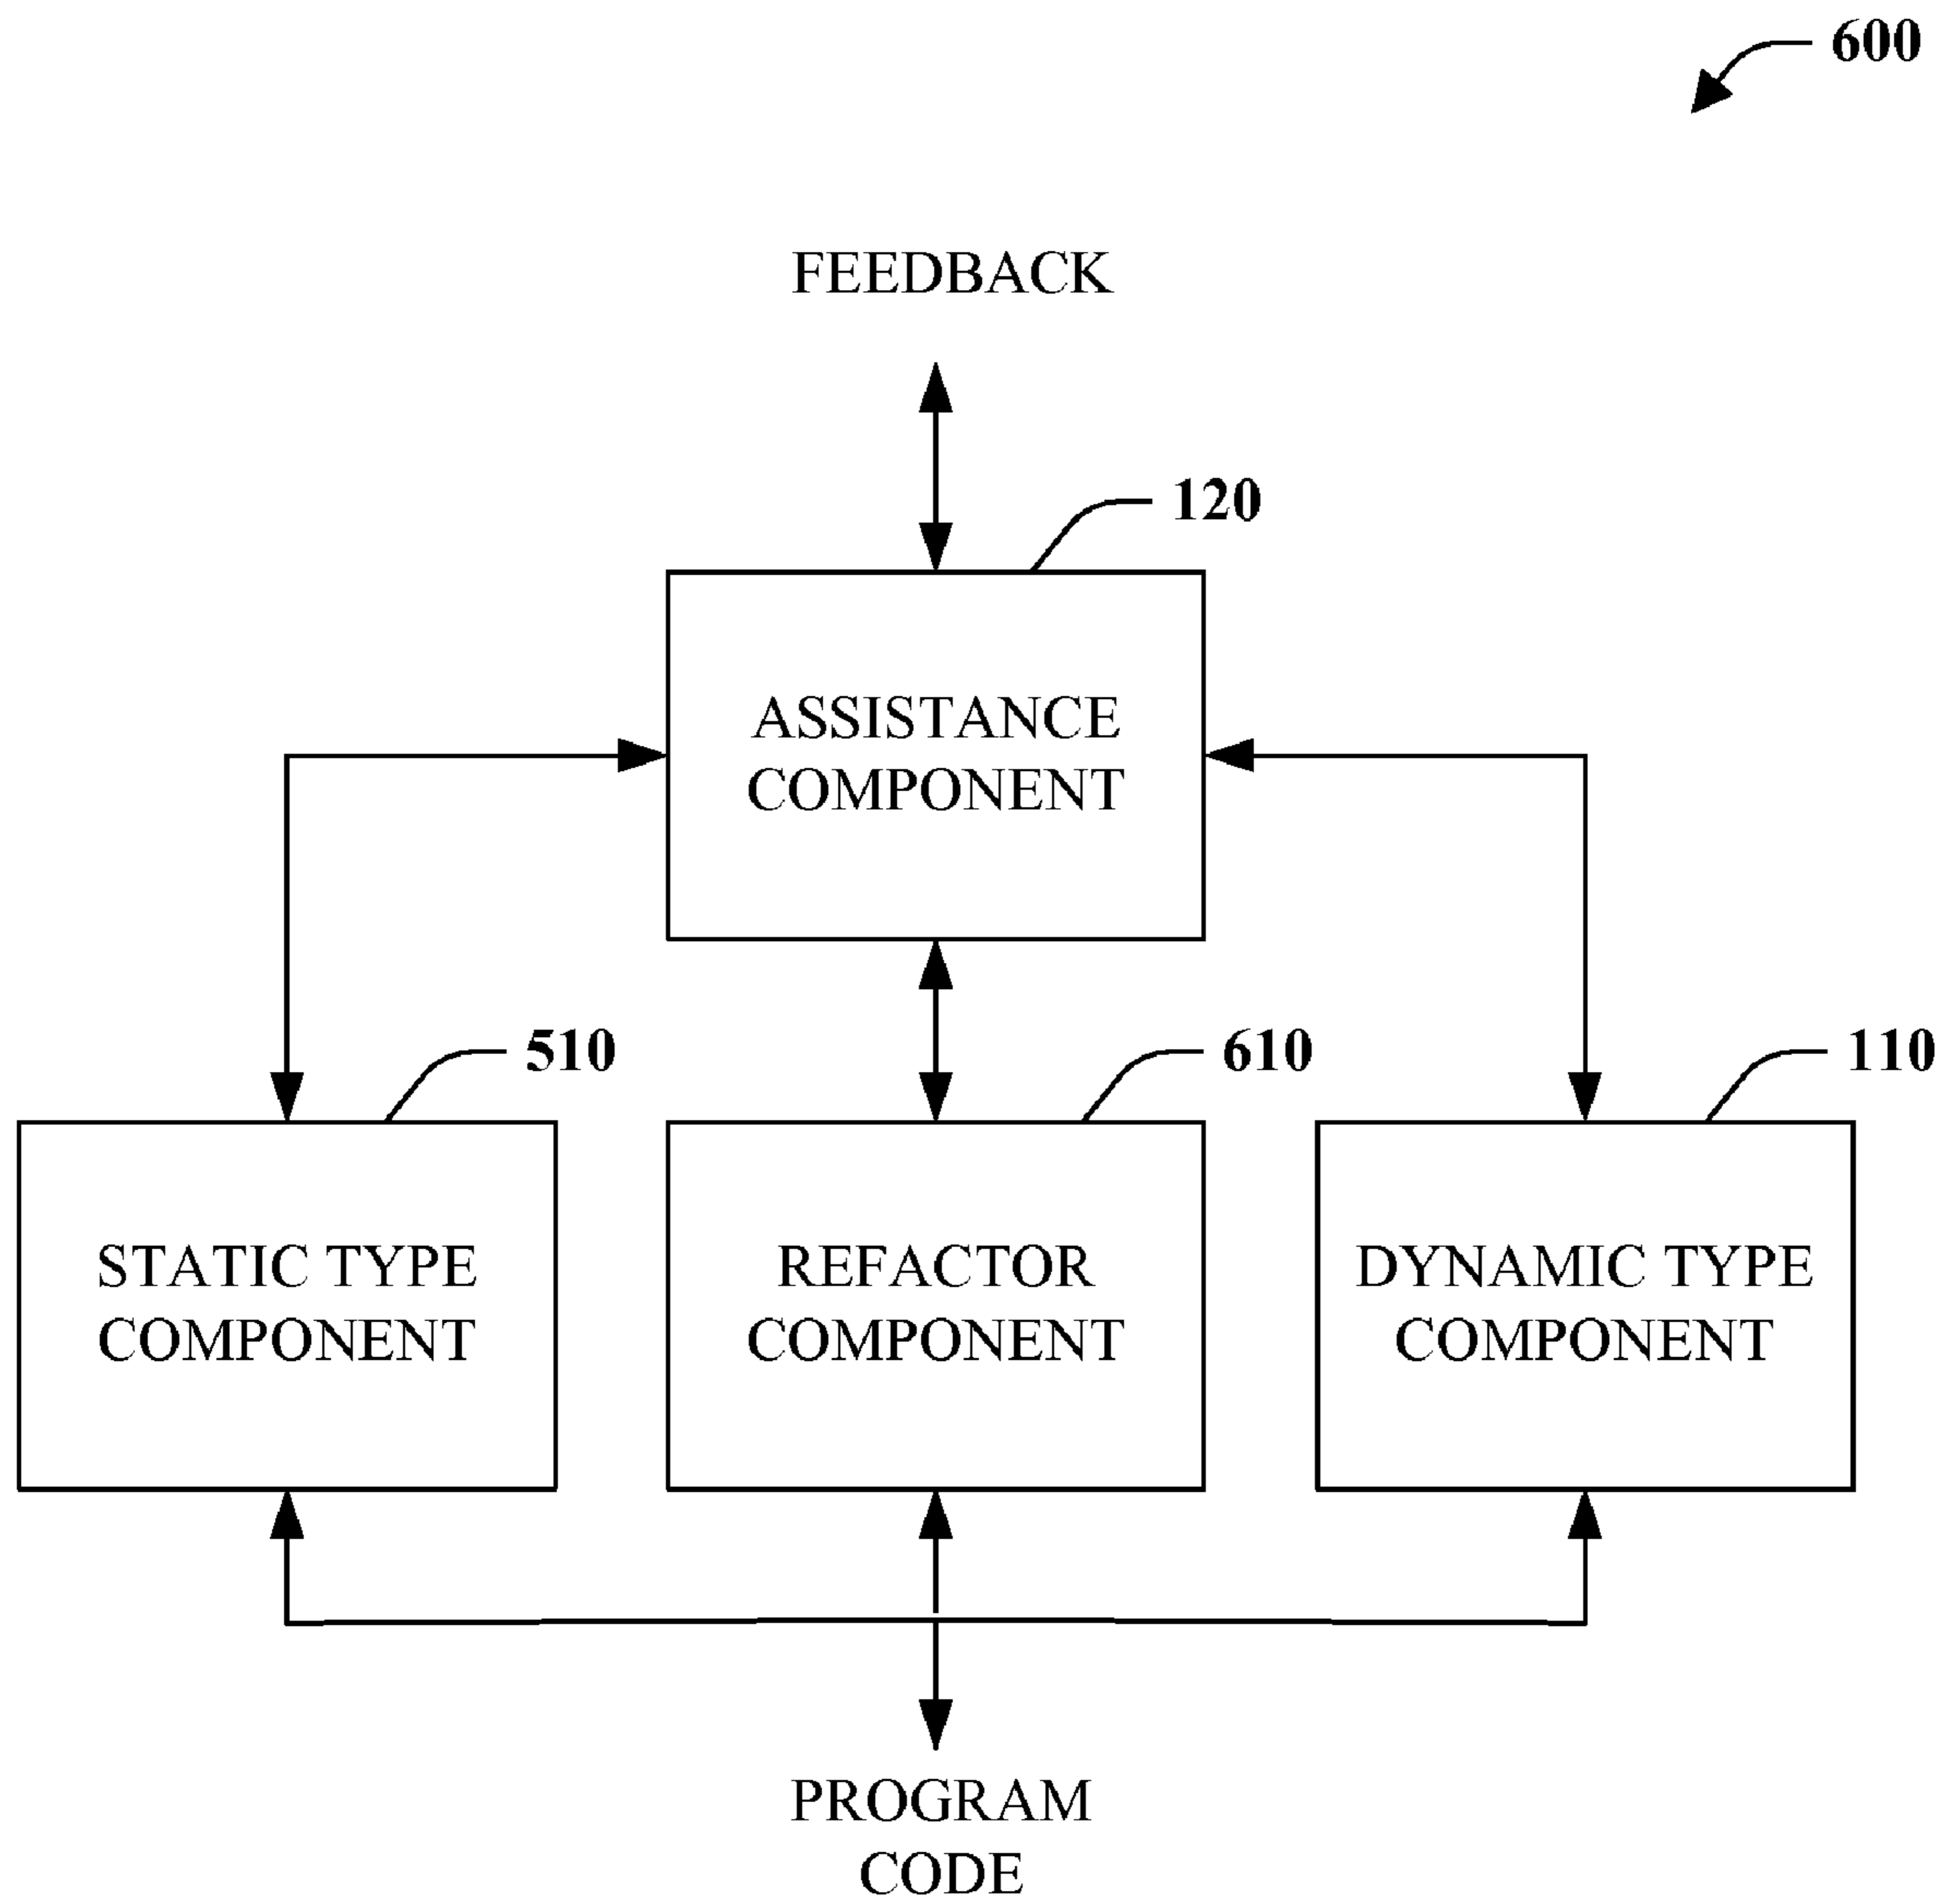 600
FEEDBACK
120
ASSISTANCE
COMPONENT
510
610
110
STATIC TYPE
COMPONENT
REFACTOR
COMPONENT
DYNAMIC TYPE
COMPONENT
PROGRAM
CODE